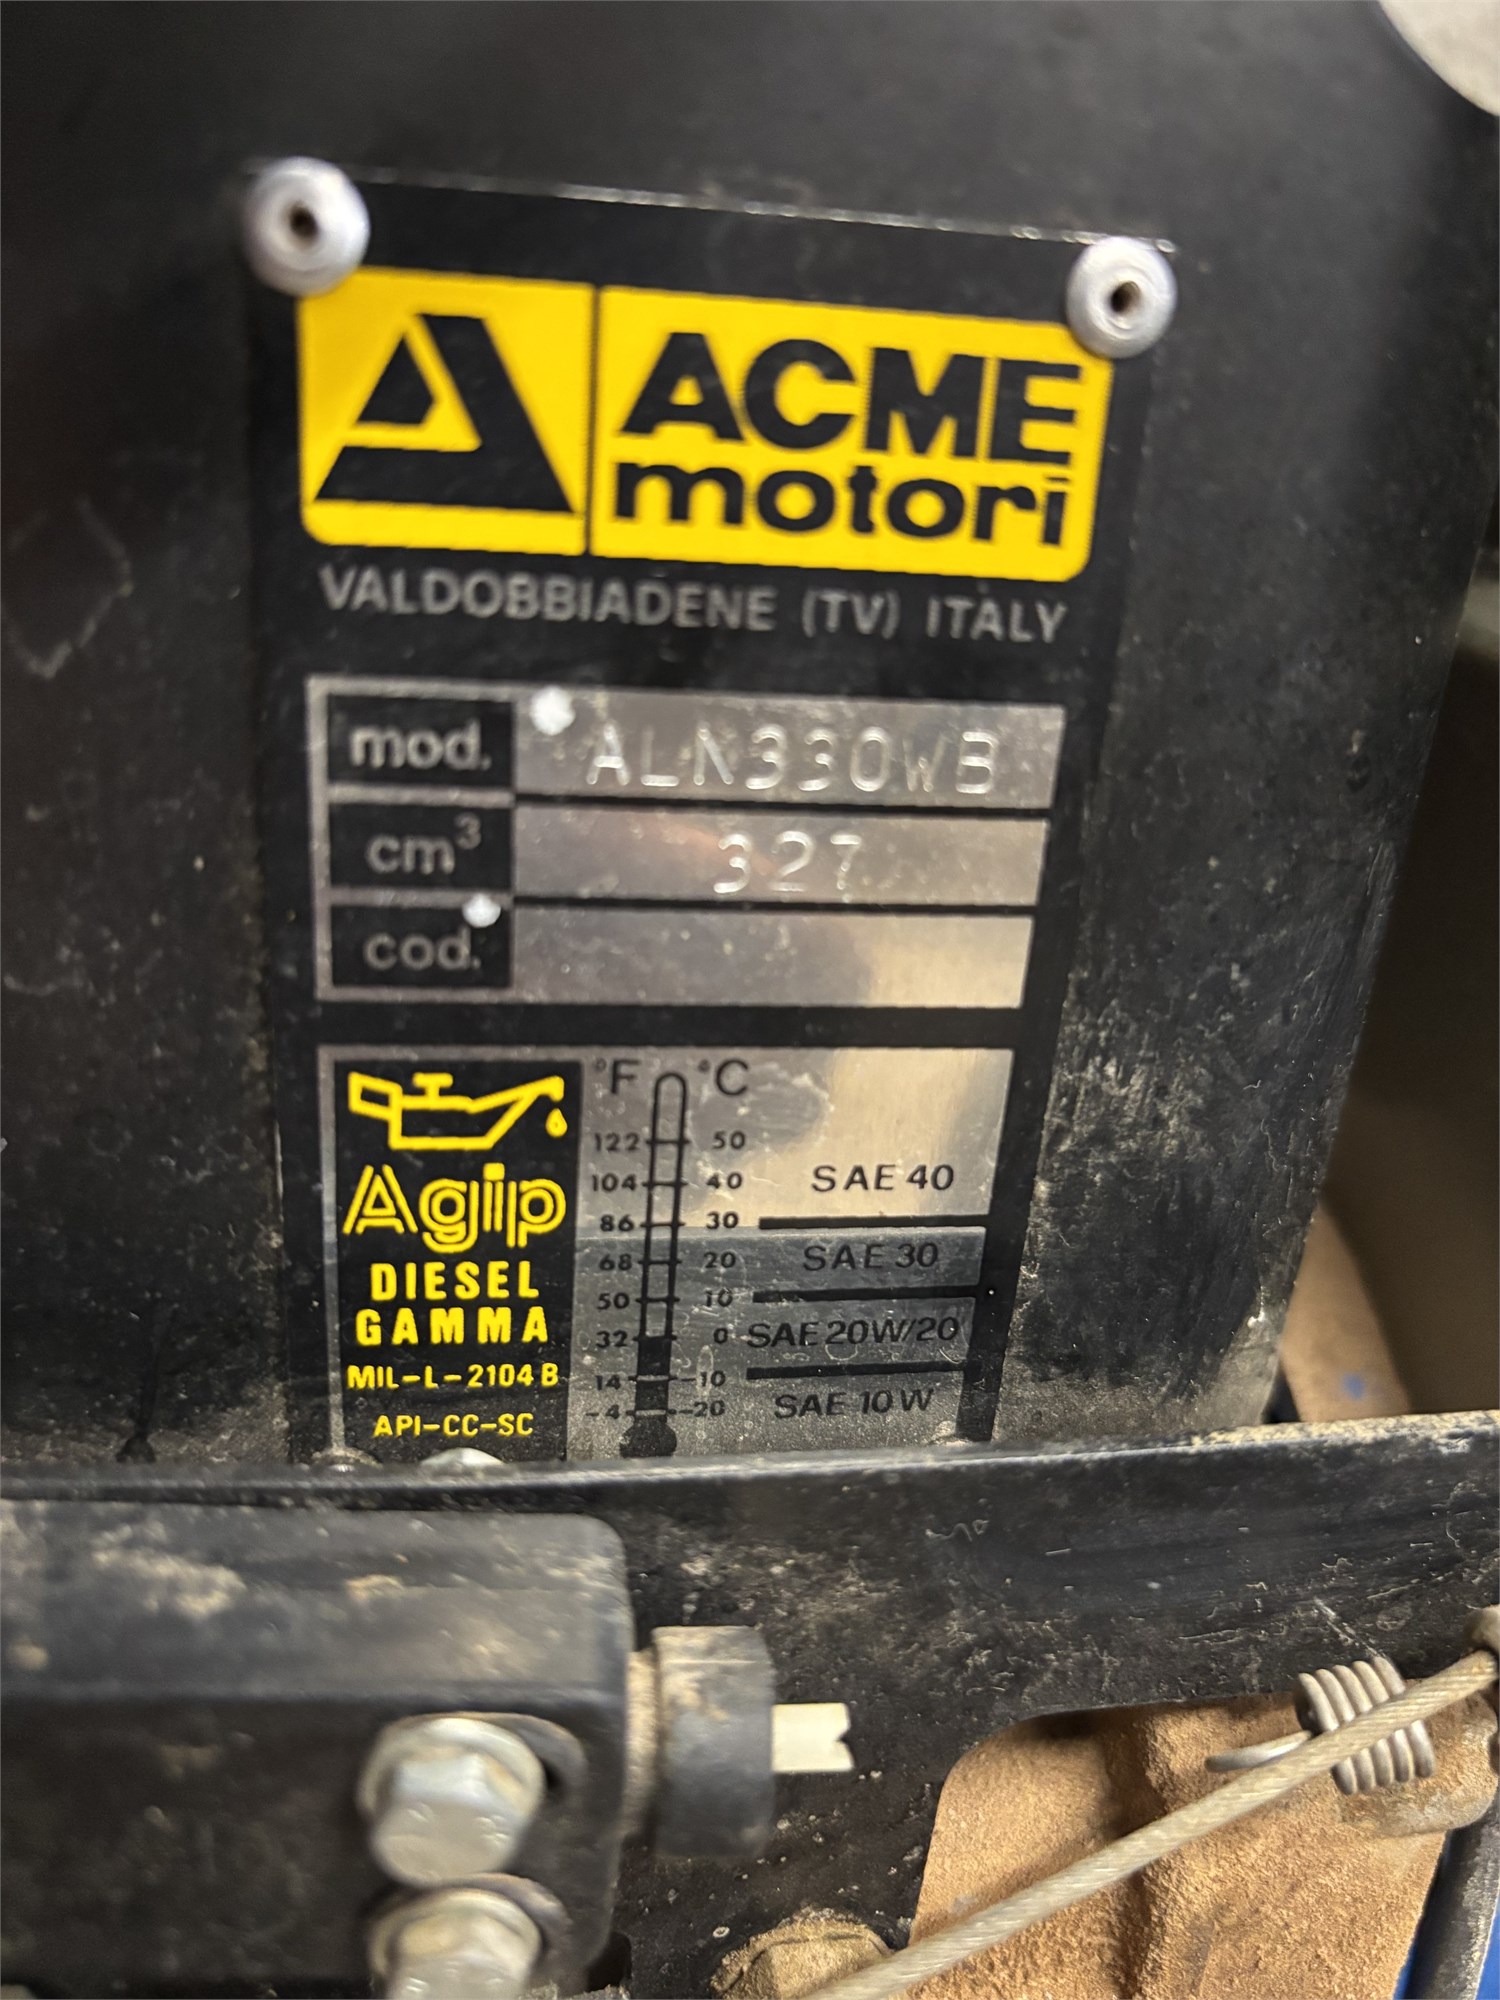 ACME
motori
VALDOBBIADENE (TV) ITALY
mod. ALN330WB
cm³ 327
cod.
°F °C
122 50
104 40 SAE 40
86 30
68 20 SAE 30
50 10
32 0 SAE 20W/20
14 -10
-4 -20 SAE 10W
Agip
DIESEL
GAMMA
MIL-L-2104 B
API-CC-SC